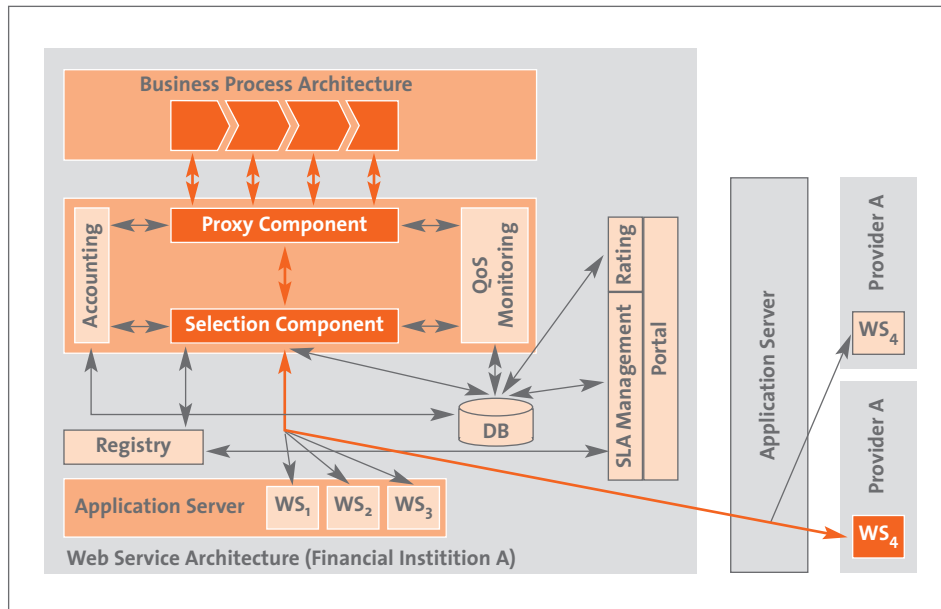 Business Process Architecture
Proxy Component
Accounting
QoS
Monitoring
Selection Component
Rating
SLA Management
Portal
DB
Registry
Application Server
WS₁
WS₂
WS₃
Web Service Architecture (Financial Institition A)
Application Server
Provider A
WS₄
Provider A
WS₄